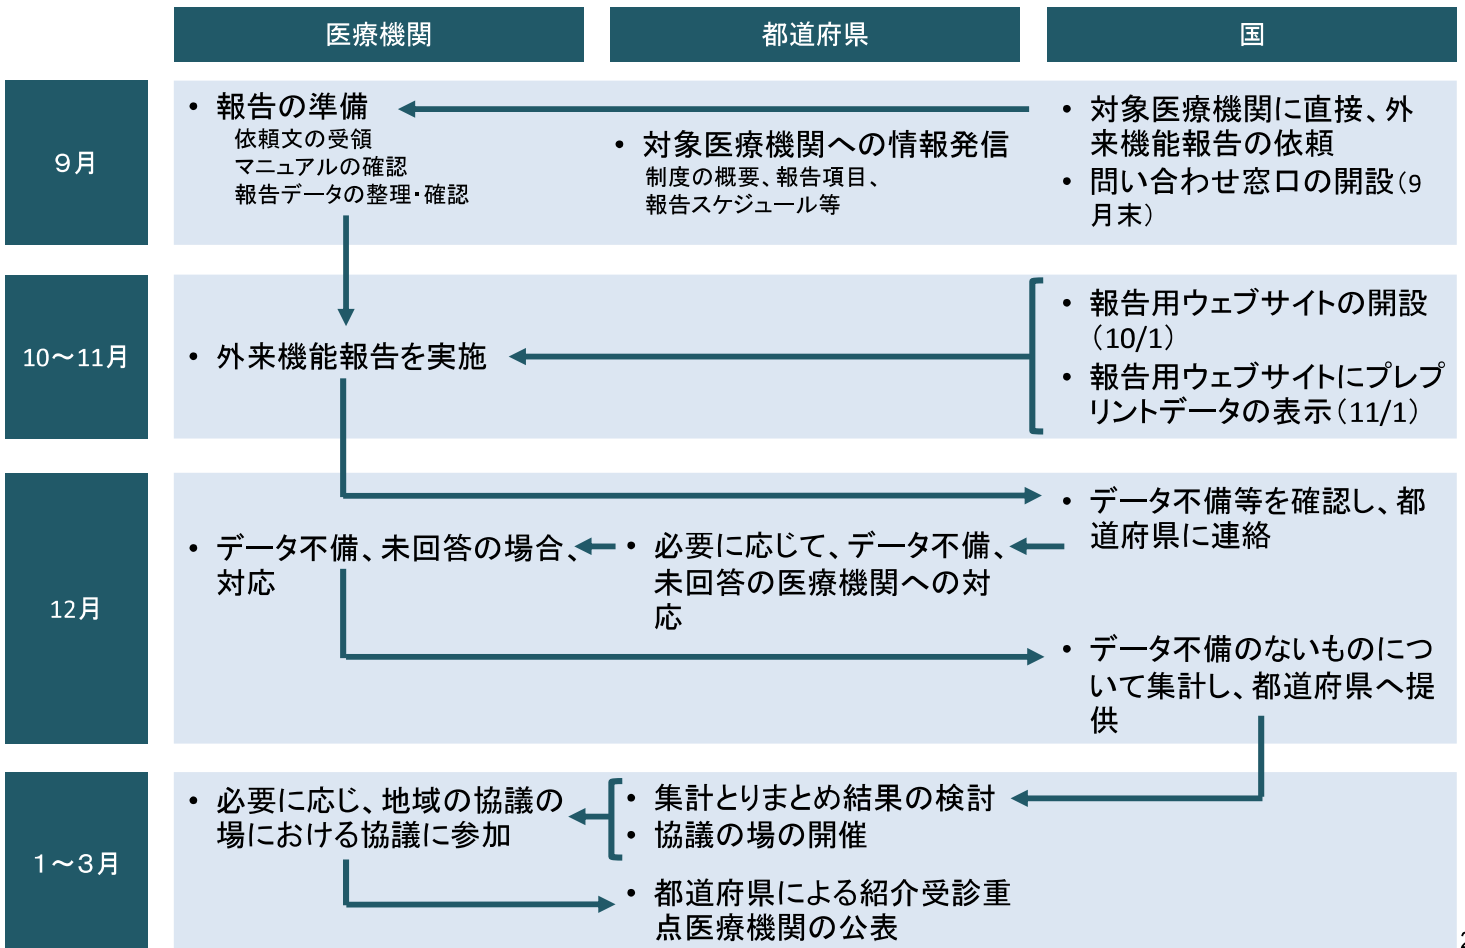 医療機関
都道府県
国
９月
• 報告の準備
依頼文の受領
マニュアルの確認
報告データの整理・確認
• 対象医療機関への情報発信
制度の概要、報告項目、
報告スケジュール等
• 対象医療機関に直接、外
来機能報告の依頼
• 問い合わせ窓口の開設（9
月末）
10～11月
• 外来機能報告を実施
• 報告用ウェブサイトの開設
（10/1）
• 報告用ウェブサイトにプレプ
リントデータの表示（11/1）
12月
• データ不備、未回答の場合、
対応
• 必要に応じて、データ不備、
未回答の医療機関への対
応
• データ不備等を確認し、都
道府県に連絡
• データ不備のないものにつ
いて集計し、都道府県へ提
供
１～３月
• 必要に応じ、地域の協議の
場における協議に参加
• 集計とりまとめ結果の検討
• 協議の場の開催
• 都道府県による紹介受診重
点医療機関の公表